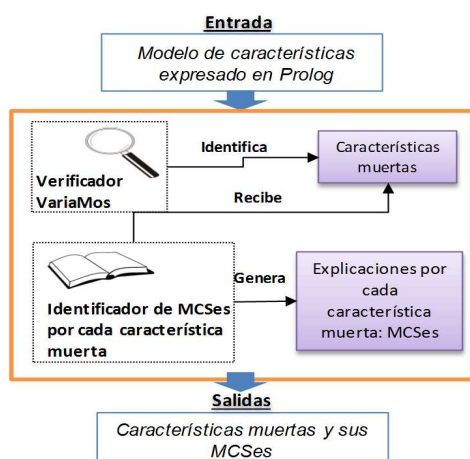 Entrada
Modelo de características
expresado en Prolog
Identifica
Características
muertas
Verificador
VariaMos
Recibe
Genera
Explicaciones por
cada
característica
muerta: MCSes
Identificador de MCSes
por cada característica
muerta
Salidas
Características muertas y sus
MCSes